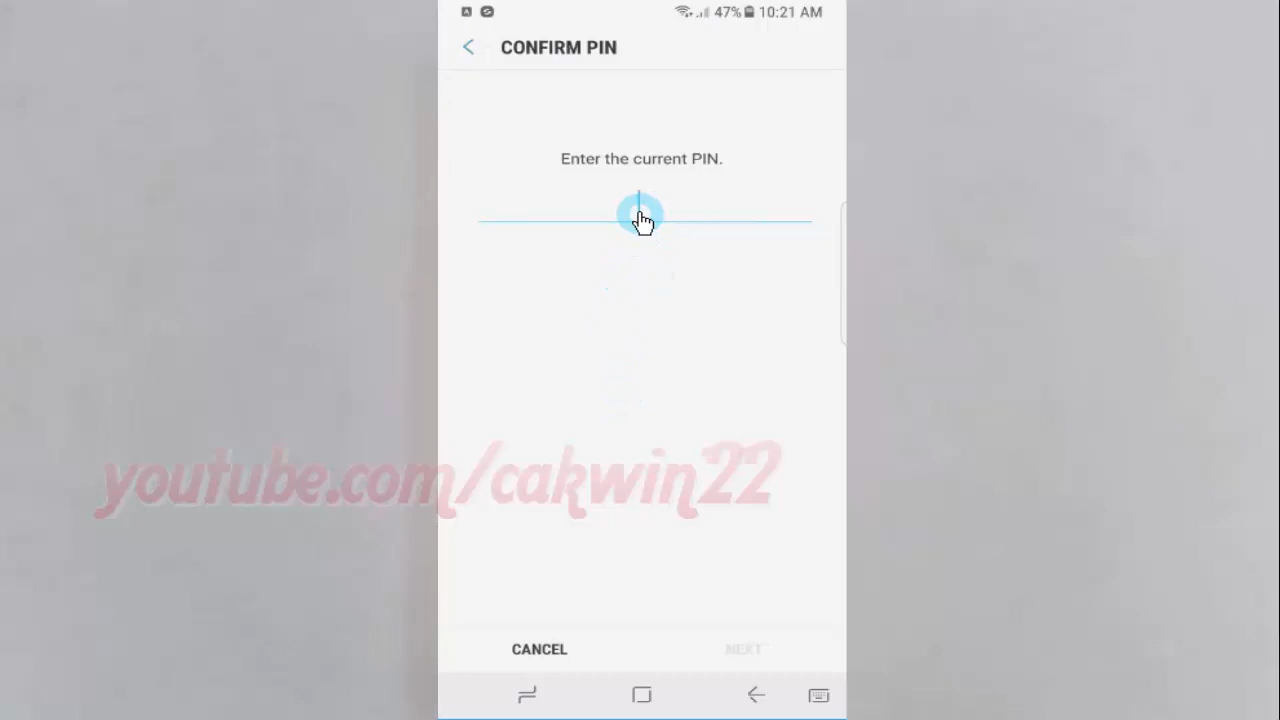 47% 10:21 AM
CONFIRM PIN
Enter the current PIN.
youtube.com/cakwin22
CANCEL NEXT